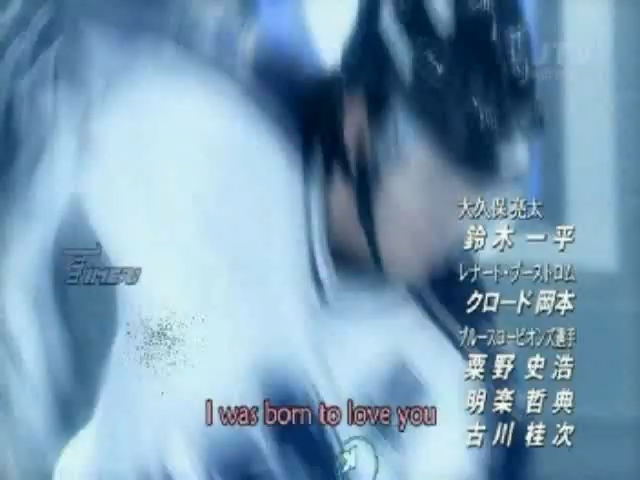 JTV
大久保亮太
鈴木一平
レナート・ブーストロム
クロード岡本
ブルースコーピオンズ選手
粟野史浩
明楽哲典
古川桂次
I was born to love you